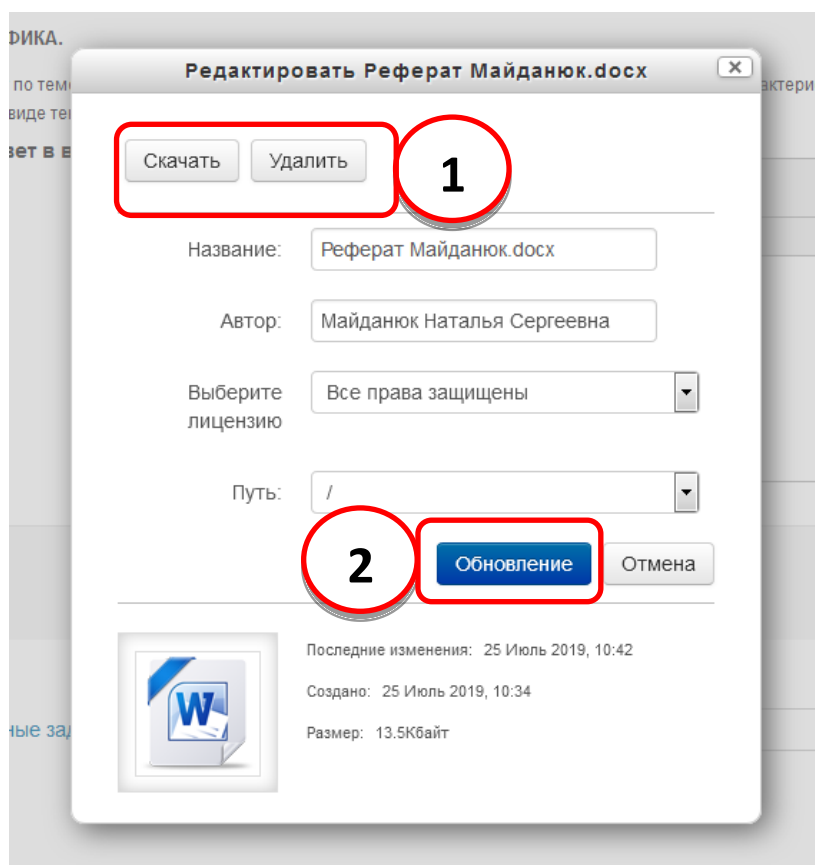 ФИКА.
Редактировать Реферат Майданюк.docx
по тем
актери
виде те
вет в в
Скачать Удалить
1
Название: Реферат Майданюк.docx
Автор: Майданюк Наталья Сергеевна
Выберите Все права защищены
лицензию
Путь: /
2
Обновление Отмена
Последние изменения: 25 Июль 2019, 10:42
Создано: 25 Июль 2019, 10:34
W
ные зад
Размер: 13.5Кбайт